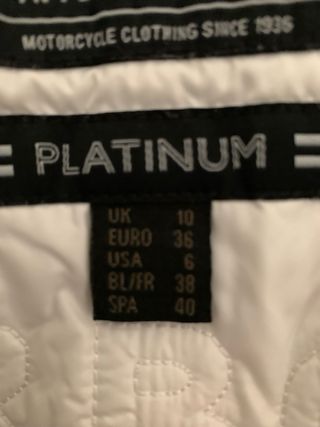 MOTORCYCLE CLOTHING SINCE 1936
PLATINUM
UK 10
EURO 36
USA 6
BL/FR 38
SPA 40